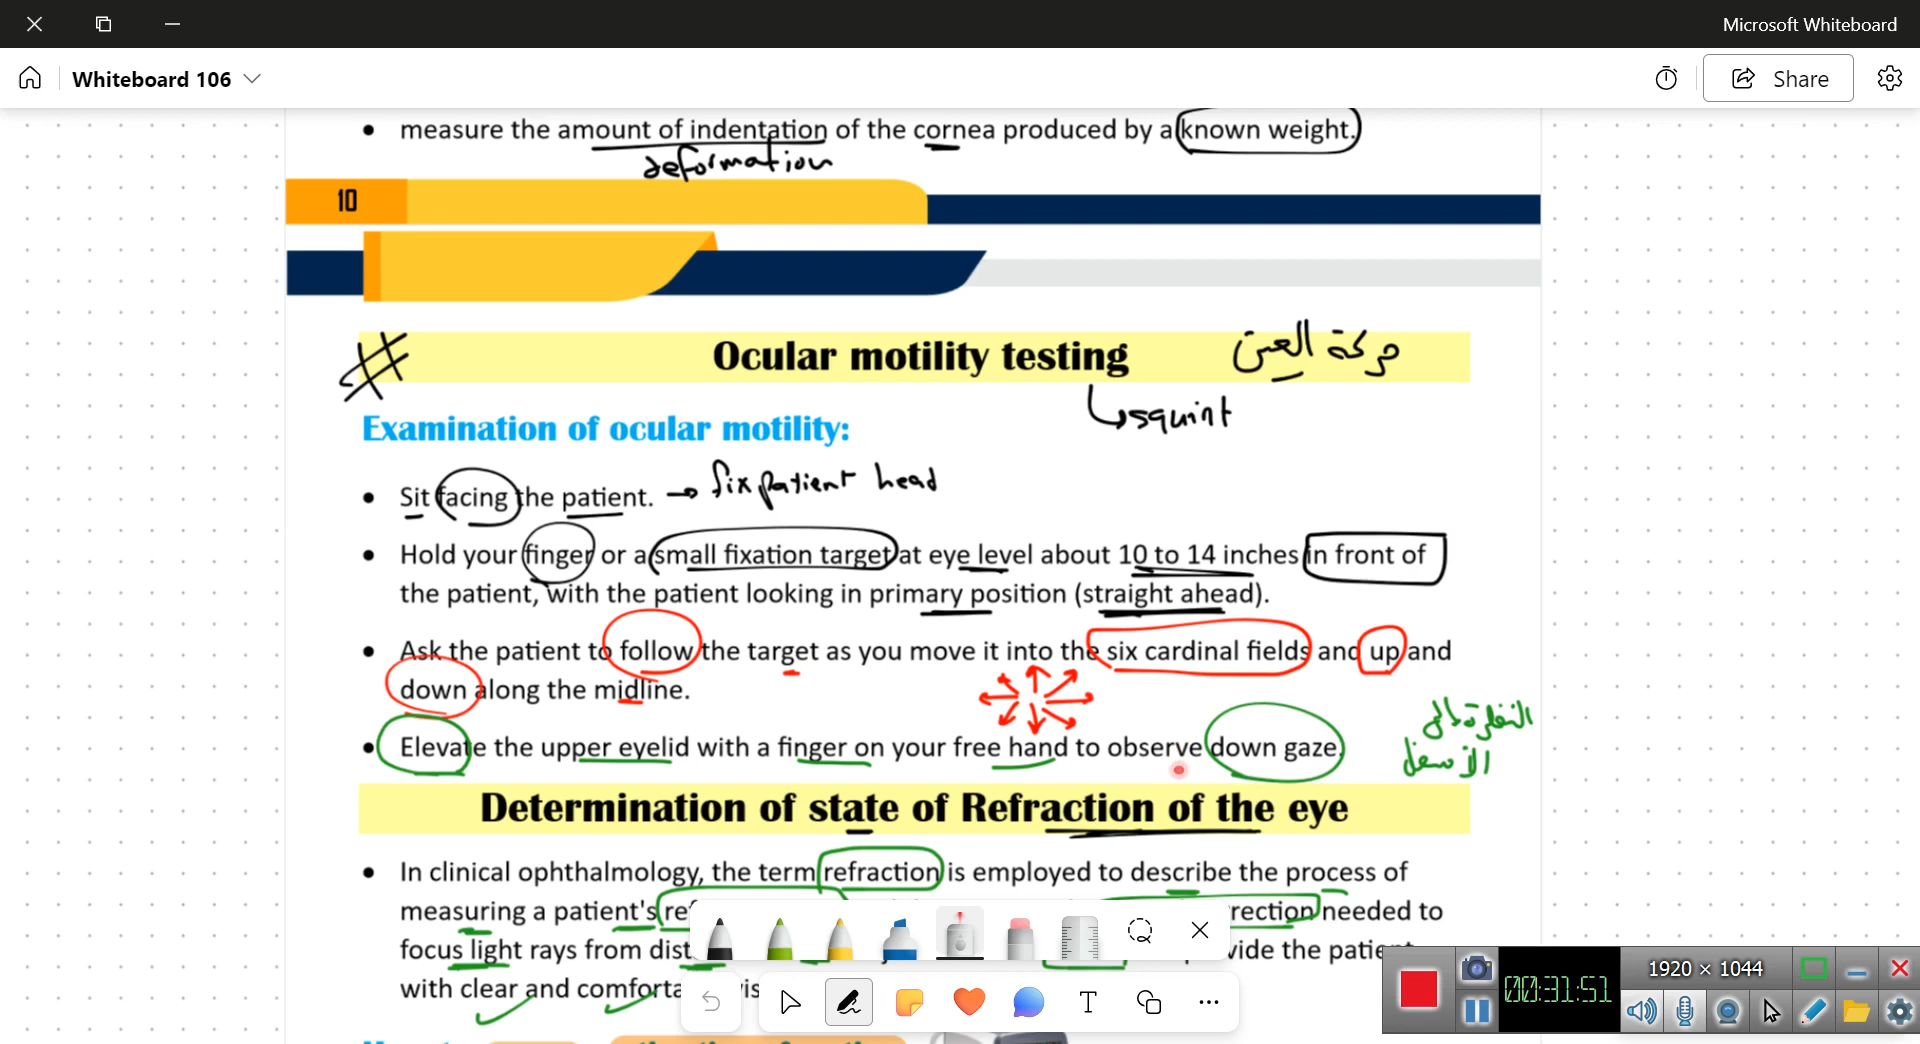 Microsoft Whiteboard
Whiteboard 106
Share
measure the amount of indentation of the cornea produced by a known weight.
deformation
10
Ocular motility testing
حركة العين
squint
Examination of ocular motility:
Sit facing the patient.
fix patient head
Hold your finger or a small fixation target at eye level about 10 to 14 inches in front of
the patient, with the patient looking in primary position (straight ahead).
Ask the patient to follow the target as you move it into the six cardinal fields and up and
down along the midline.
Elevate the upper eyelid with a finger on your free hand to observe down gaze.
الأسفل
Determination of state of Refraction of the eye
In clinical ophthalmology, the term refraction is employed to describe the process of
measuring a patient's re rection needed to
focus light rays from dist vide the patient
with clear and comforta vis
T
1920 × 1044
00:31:51